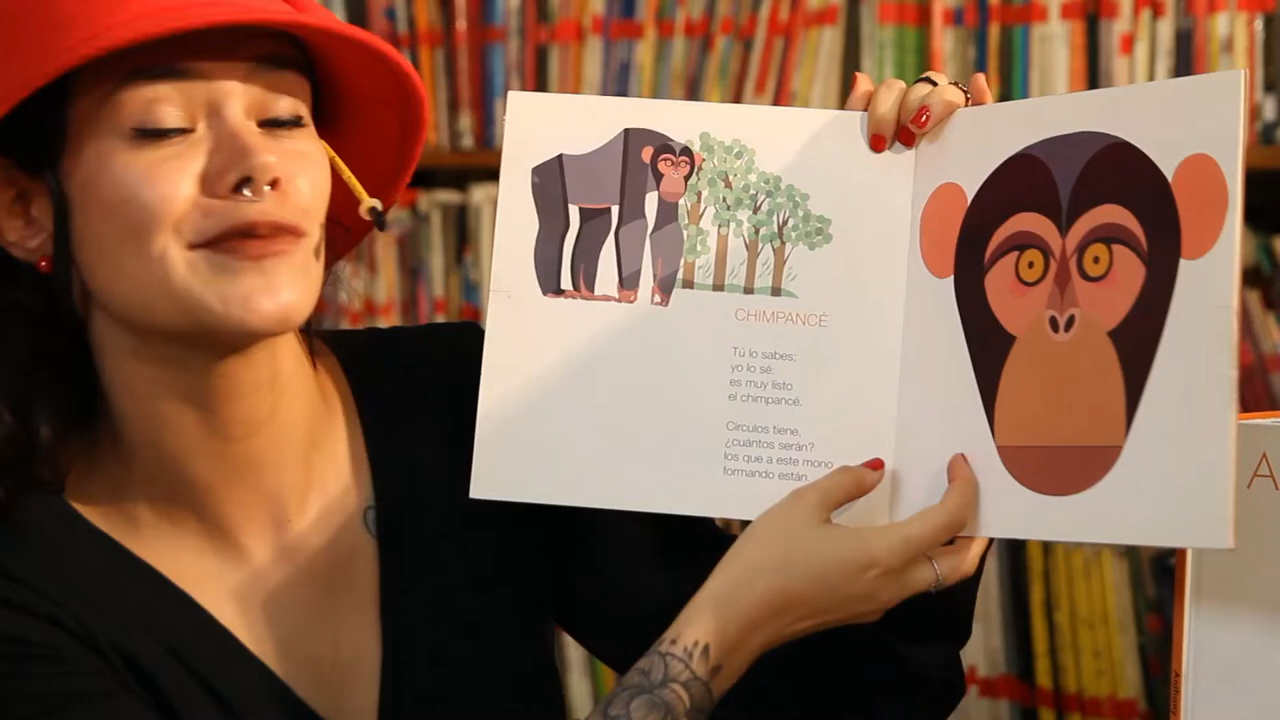 CHIMPANCÉ
Tú lo sabes;
yo lo sé:
es muy listo
el chimpancé.
Círculos tiene,
¿cuántos serán?
los que a este mono
formando están.
A
Anthony